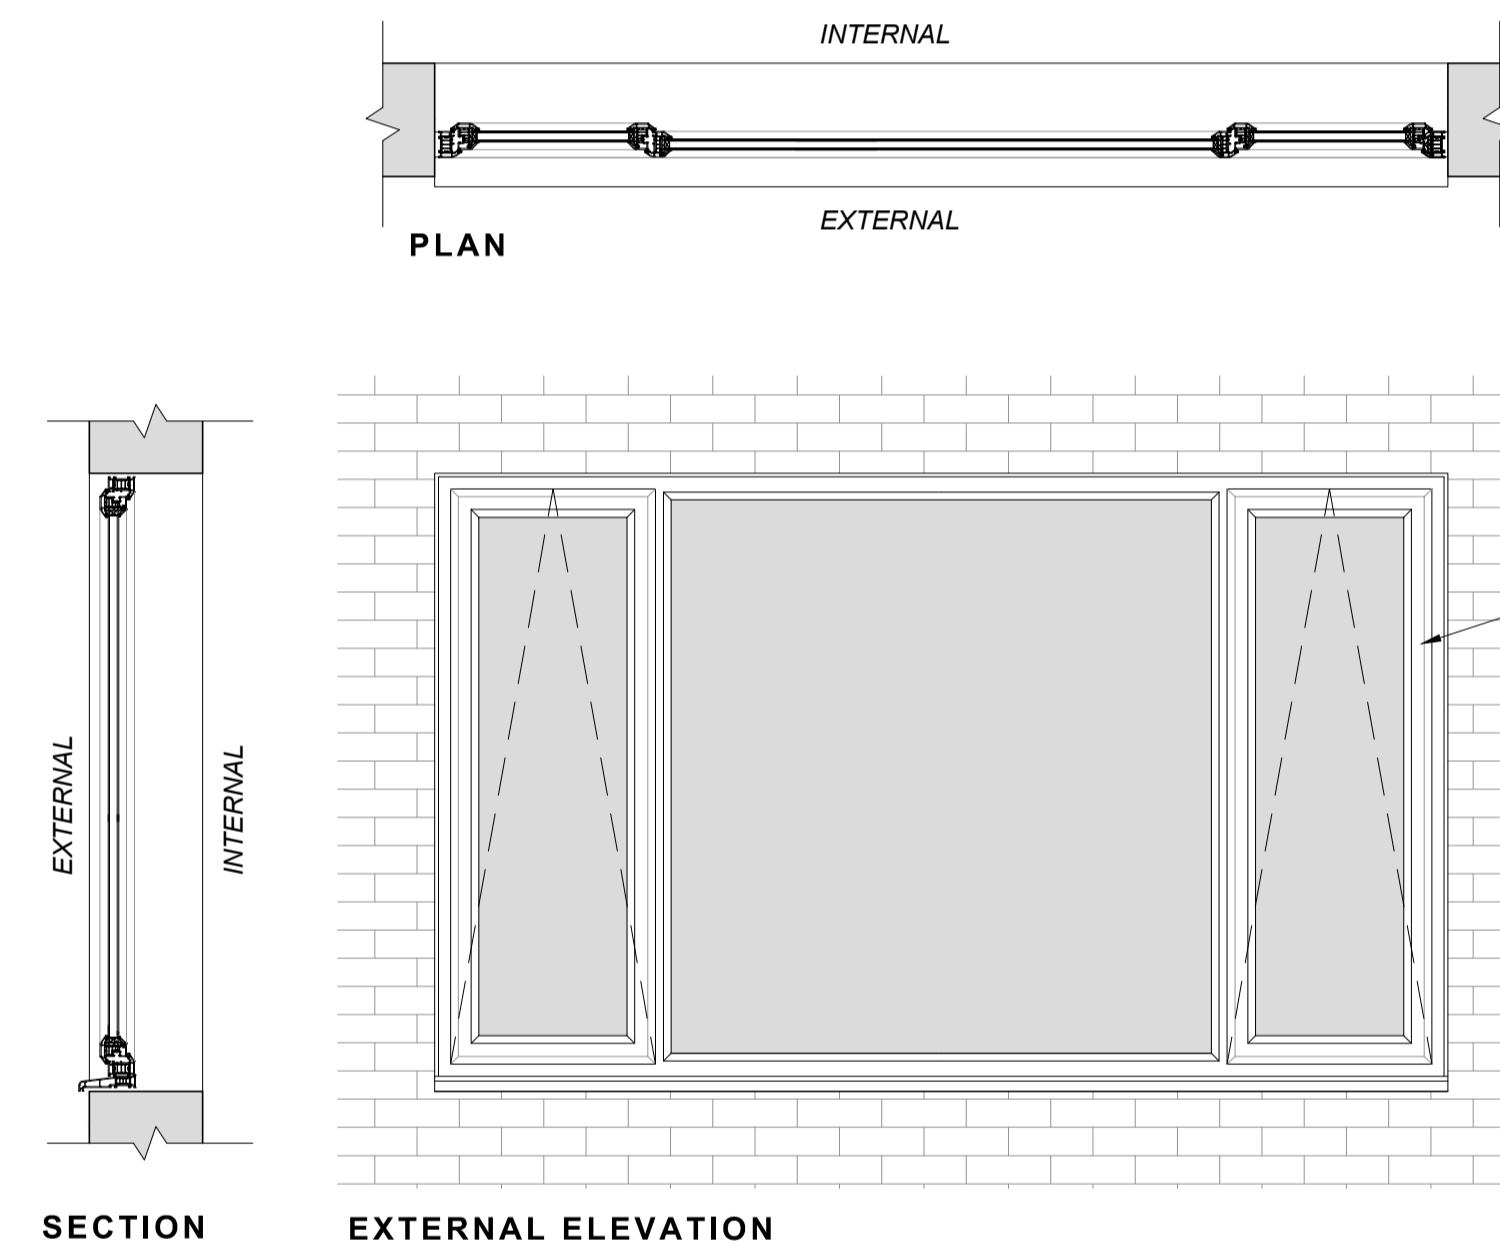 INTERNAL
EXTERNAL
PLAN
EXTERNAL
INTERNAL
SECTION
EXTERNAL ELEVATION